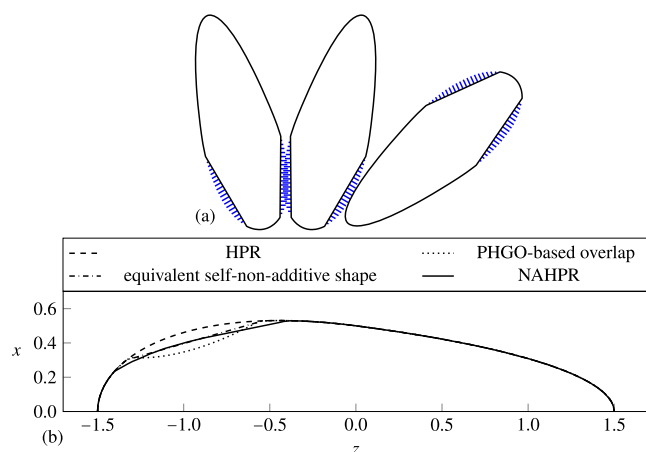 (a)
HPR
PHGO-based overlap
equivalent self-non-additive shape
NAHPR
0.6
0.4
x
0.2
0.0
−1.5 −1.0 −0.5 0.0 0.5 1.0 1.5
(b)
z